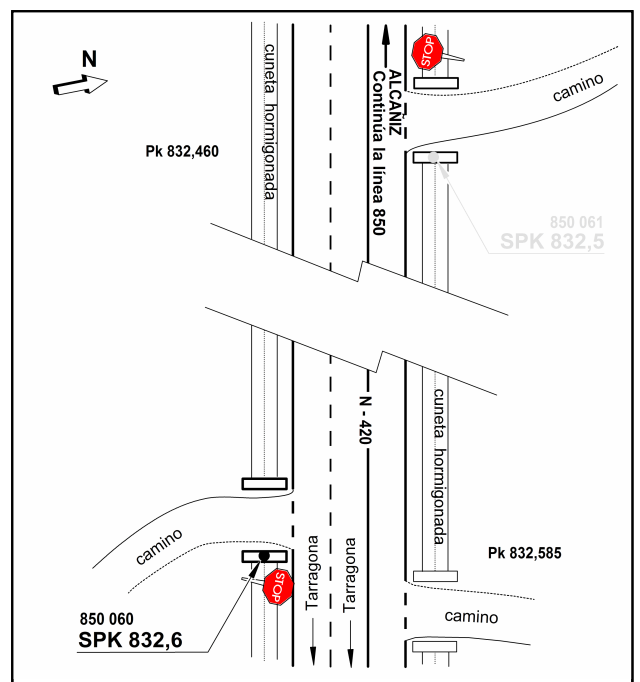 N
cuneta hormigonada
ALCAÑIZ
Continúa la línea 850
STOP
camino
Pk 832,460
850 061
SPK 832,5
N - 420
cuneta hormigonada
camino
Pk 832,585
STOP
Tarragona
Tarragona
850 060
SPK 832,6
camino